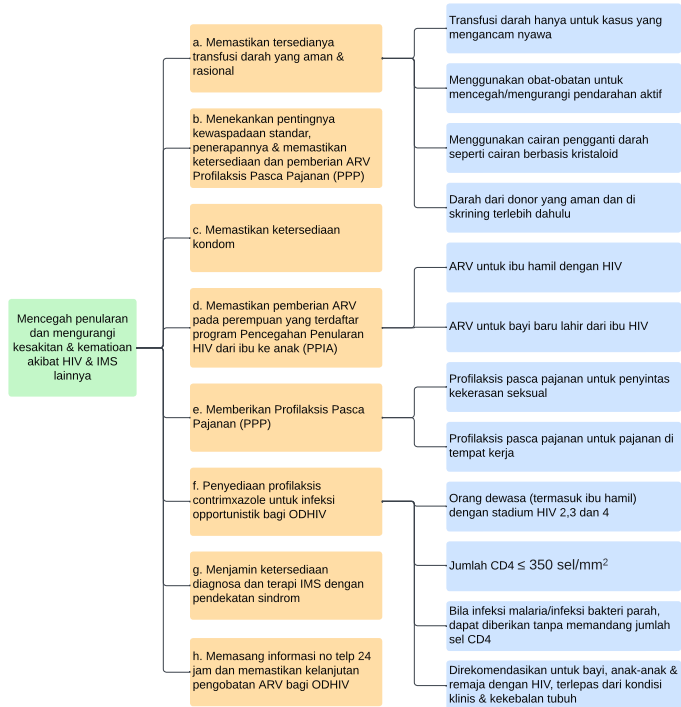 Mencegah penularan
dan mengurangi
kesakitan & kematioan
akibat HIV & IMS
lainnya
a. Memastikan tersedianya
transfusi darah yang aman &
rasional
Transfusi darah hanya untuk kasus yang
mengancam nyawa
Menggunakan obat-obatan untuk
mencegah/mengurangi pendarahan aktif
Menggunakan cairan pengganti darah
seperti cairan berbasis kristaloid
Darah dari donor yang aman dan di
skrining terlebih dahulu
b. Menekankan pentingnya
kewaspadaan standar,
penerapannya & memastikan
ketersediaan dan pemberian ARV
Profilaksis Pasca Pajanan (PPP)
c. Memastikan ketersediaan
kondom
d. Memastikan pemberian ARV
pada perempuan yang terdaftar
program Pencegahan Penularan
HIV dari ibu ke anak (PPIA)
ARV untuk ibu hamil dengan HIV
ARV untuk bayi baru lahir dari ibu HIV
e. Memberikan Profilaksis Pasca
Pajanan (PPP)
Profilaksis pasca pajanan untuk penyintas
kekerasan seksual
Profilaksis pasca pajanan untuk pajanan di
tempat kerja
f. Penyediaan profilaksis
contrimxazole untuk infeksi
opportunistik bagi ODHIV
Orang dewasa (termasuk ibu hamil)
dengan stadium HIV 2,3 dan 4
Jumlah CD4 ≤ 350 sel/mm²
Bila infeksi malaria/infeksi bakteri parah,
dapat diberikan tanpa memandang jumlah
sel CD4
Direkomendasikan untuk bayi, anak-anak &
remaja dengan HIV, terlepas dari kondisi
klinis & kekebalan tubuh
g. Menjamin ketersediaan
diagnosa dan terapi IMS dengan
pendekatan sindrom
h. Memasang informasi no telp 24
jam dan memastikan kelanjutan
pengobatan ARV bagi ODHIV